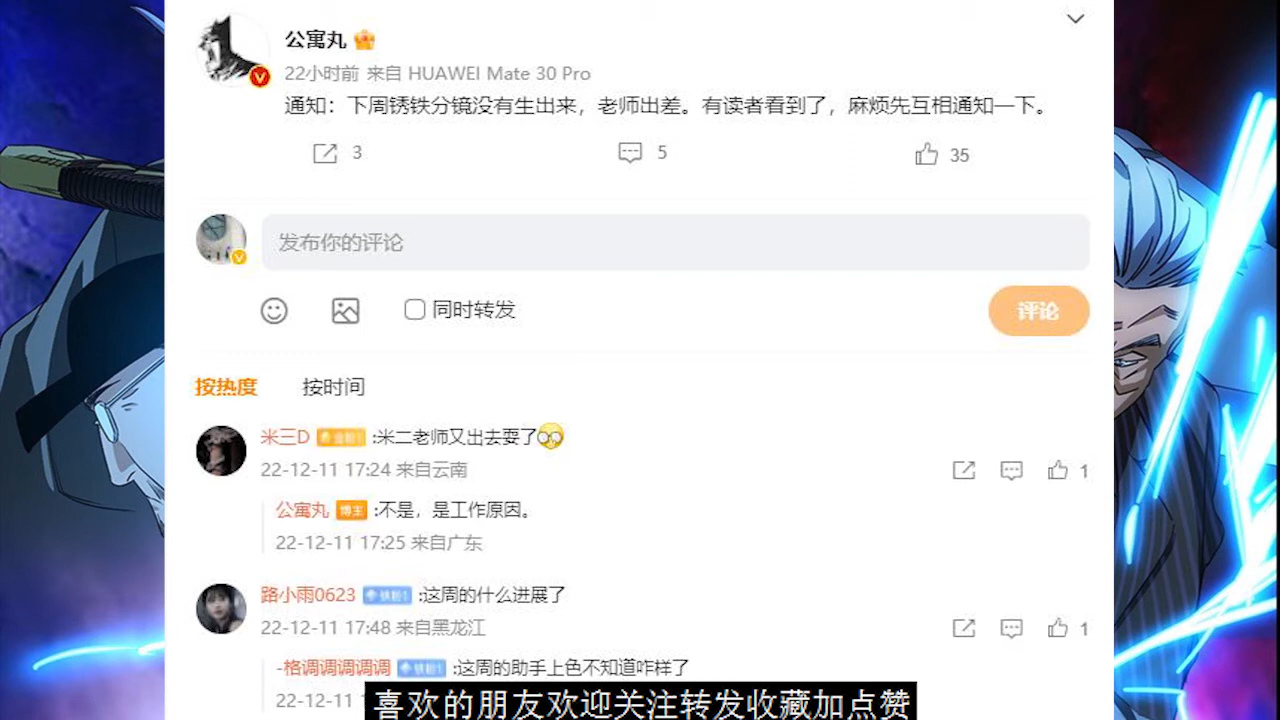 公寓丸
22小时前 来自 HUAWEI Mate 30 Pro
通知：下周锈铁分镜没有生出来，老师出差。有读者看到了，麻烦先互相通知一下。
3
5
35
发布你的评论
同时转发
评论
按热度
按时间
米三D 金粉1 :米二老师又出去耍了
22-12-11 17:24 来自云南
1
公寓丸 博主 :不是，是工作原因。
22-12-11 17:25 来自广东
路小雨0623 铁粉1 :这周的什么进展了
22-12-11 17:48 来自黑龙江
1
-格调调调调调 铁粉1 :这周的助手上色不知道咋样了
22-12-11
喜欢的朋友欢迎关注转发收藏加点赞